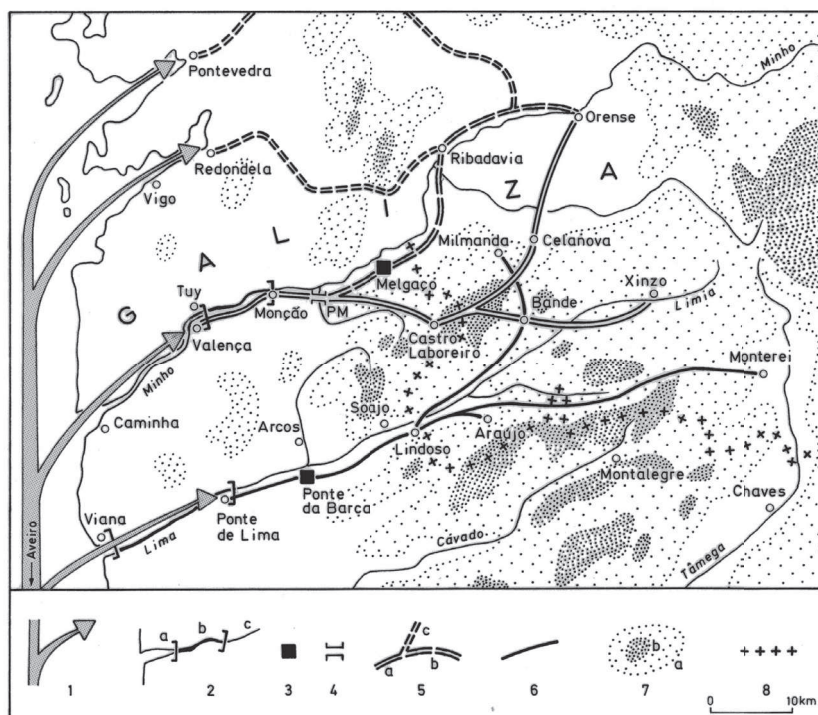 Minho
Pontevedra
Orense
Ribadavia
Redondela
Vigo
G A L I Z A
Milmanda
Celanova
Melgaço
Xinzo
Tuy
Monção
PM
Limia
Valença
Castro
Laboreiro
Bande
Minho
Monterei
Caminha
Arcos
Soajo
Lindoso
Araújo
Montalegre
Ponte
da Barça
Ponte
de Lima
Viana
Lima
Chaves
Cávado
Tâmega
Aveiro
a b c
c
a b
b
a
1 2 3 4 5 6 7 8
0 10km